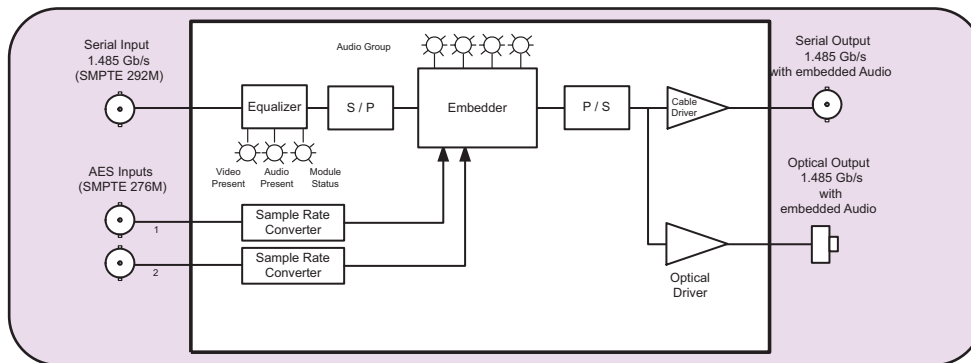 Serial Input
1.485 Gb/s
(SMPTE 292M)
Audio Group
Equalizer
S / P
Embedder
P / S
Cable
Driver
Serial Output
1.485 Gb/s
with embedded Audio
Video
Present
Audio
Present
Module
Status
AES Inputs
(SMPTE 276M)
1
2
Sample Rate
Converter
Sample Rate
Converter
Optical
Driver
Optical Output
1.485 Gb/s
with
embedded Audio